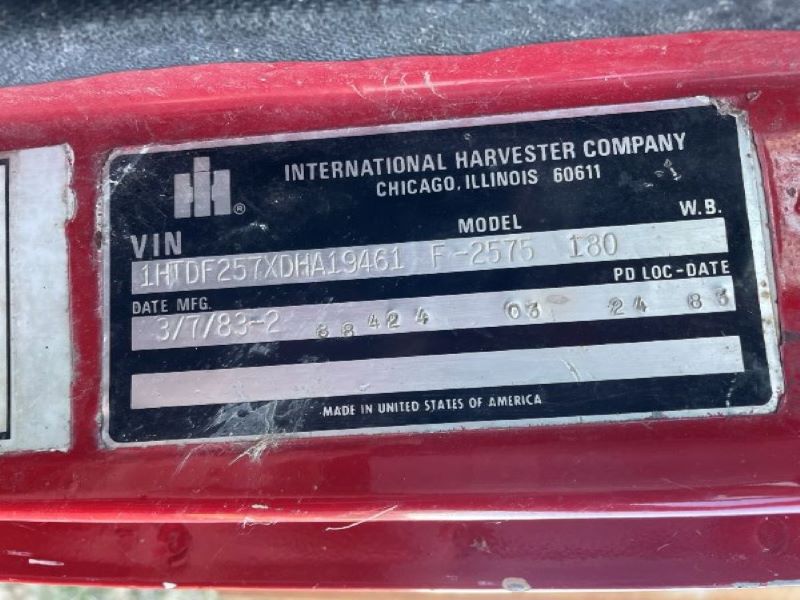 IH®
INTERNATIONAL HARVESTER COMPANY
CHICAGO, ILLINOIS 60611
VIN MODEL W.B.
1HTDF257XDHA19461 F-2575 180
DATE MFG. PD LOC-DATE
3/7/83-2 88424 03 24 83
MADE IN UNITED STATES OF AMERICA